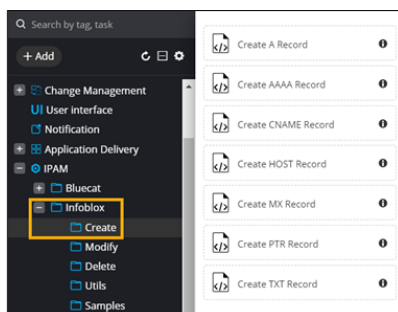 Search by tag, task
+ Add
Change Management
UI User interface
Notification
Application Delivery
IPAM
Bluecat
Infoblox
Create
Modify
Delete
Utils
Samples
Create A Record
Create AAAA Record
Create CNAME Record
Create HOST Record
Create MX Record
Create PTR Record
Create TXT Record